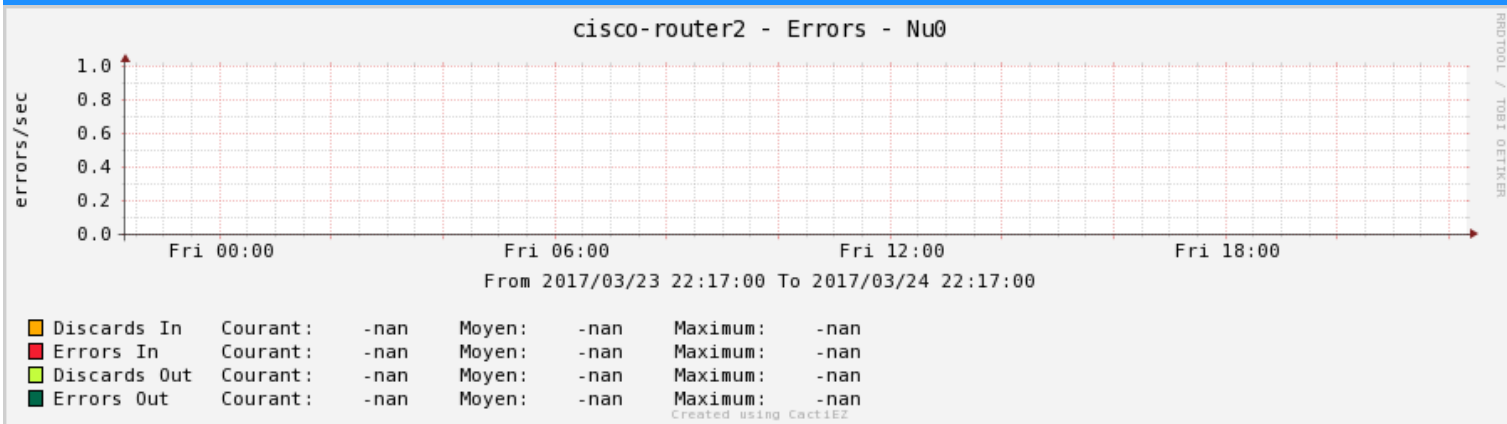 cisco-router2 - Errors - Nu0
RRDTOOL / TOBI OETIKER
errors/sec
1.0
0.8
0.6
0.4
0.2
0.0
Fri 00:00 Fri 06:00 Fri 12:00 Fri 18:00
From 2017/03/23 22:17:00 To 2017/03/24 22:17:00
Discards In Courant: -nan Moyen: -nan Maximum: -nan
Errors In Courant: -nan Moyen: -nan Maximum: -nan
Discards Out Courant: -nan Moyen: -nan Maximum: -nan
Errors Out Courant: -nan Moyen: -nan Maximum: -nan
Created using CactiEZ